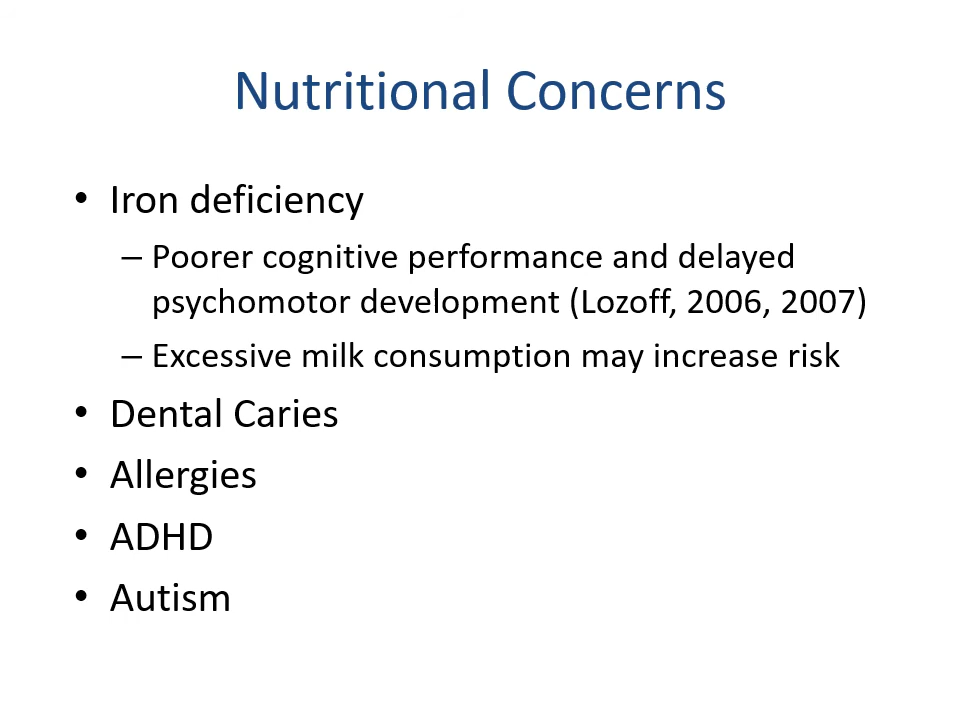 Nutritional Concerns
• Iron deficiency
– Poorer cognitive performance and delayed
psychomotor development (Lozoff, 2006, 2007)
– Excessive milk consumption may increase risk
• Dental Caries
• Allergies
• ADHD
• Autism